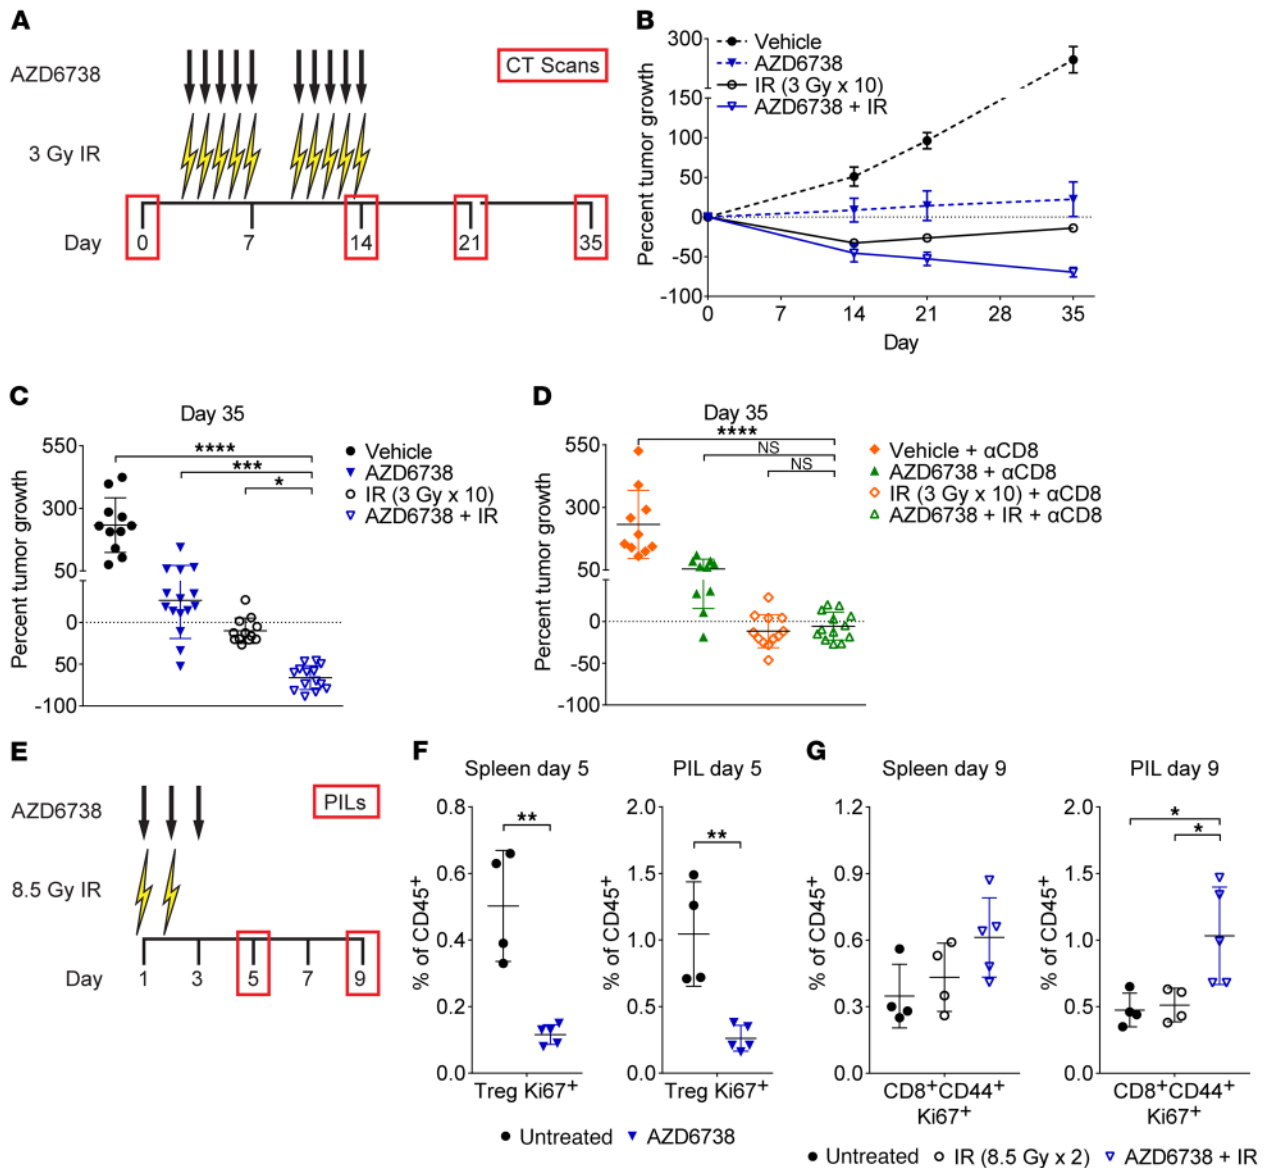 A
AZD6738
CT Scans
3 Gy IR
Day
0 7 14 21 35
B
Vehicle
AZD6738
IR (3 Gy x 10)
AZD6738 + IR
Percent tumor growth
300
150
100
50
0
-50
-100
0 7 14 21 28 35
Day
C
Day 35
Percent tumor growth
550
300
50
0
50
-100
****
***
*
Vehicle
AZD6738
IR (3 Gy x 10)
AZD6738 + IR
D
Day 35
Percent tumor growth
550
300
50
0
-50
-100
****
NS
NS
Vehicle + αCD8
AZD6738 + αCD8
IR (3 Gy x 10) + αCD8
AZD6738 + IR + αCD8
E
AZD6738
PILs
8.5 Gy IR
Day
1 3 5 7 9
F
Spleen day 5
% of CD45+
0.8
0.6
0.4
0.2
0.0
**
Treg Ki67+
PIL day 5
% of CD45+
2.0
1.5
1.0
0.5
0.0
**
Treg Ki67+
Untreated AZD6738
G
Spleen day 9
% of CD45+
1.2
0.9
0.6
0.3
0.0
CD8+CD44+
Ki67+
PIL day 9
% of CD45+
2.0
1.5
1.0
0.5
0.0
*
*
CD8+CD44+
Ki67+
Untreated IR (8.5 Gy x 2) AZD6738 + IR